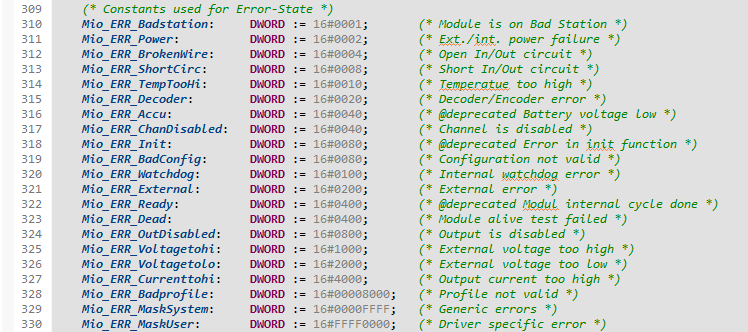 309 (* Constants used for Error-State *)
310 Mio_ERR_Badstation: DWORD := 16#0001; (* Module is on Bad Station *)
311 Mio_ERR_Power: DWORD := 16#0002; (* Ext./int. power failure *)
312 Mio_ERR_BrokenWire: DWORD := 16#0004; (* Open In/Out circuit *)
313 Mio_ERR_ShortCirc: DWORD := 16#0008; (* Short In/Out circuit *)
314 Mio_ERR_TempTooHi: DWORD := 16#0010; (* Temperatue too high *)
315 Mio_ERR_Decoder: DWORD := 16#0020; (* Decoder/Encoder error *)
316 Mio_ERR_Accu: DWORD := 16#0040; (* @deprecated Battery voltage low *)
317 Mio_ERR_ChanDisabled: DWORD := 16#0040; (* Channel is disabled *)
318 Mio_ERR_Init: DWORD := 16#0080; (* @deprecated Error in init function *)
319 Mio_ERR_BadConfig: DWORD := 16#0080; (* Configuration not valid *)
320 Mio_ERR_Watchdog: DWORD := 16#0100; (* Internal watchdog error *)
321 Mio_ERR_External: DWORD := 16#0200; (* External error *)
322 Mio_ERR_Ready: DWORD := 16#0400; (* @deprecated Modul internal cycle done *)
323 Mio_ERR_Dead: DWORD := 16#0400; (* Module alive test failed *)
324 Mio_ERR_OutDisabled: DWORD := 16#0800; (* Output is disabled *)
325 Mio_ERR_Voltagetohi: DWORD := 16#1000; (* External voltage too high *)
326 Mio_ERR_Voltagetolo: DWORD := 16#2000; (* External voltage too low *)
327 Mio_ERR_Currenttohi: DWORD := 16#4000; (* Output current too high *)
328 Mio_ERR_Badprofile: DWORD := 16#00008000; (* Profile not valid *)
329 Mio_ERR_MaskSystem: DWORD := 16#0000FFFF; (* Generic errors *)
330 Mio_ERR_MaskUser: DWORD := 16#FFFF0000; (* Driver specific error *)